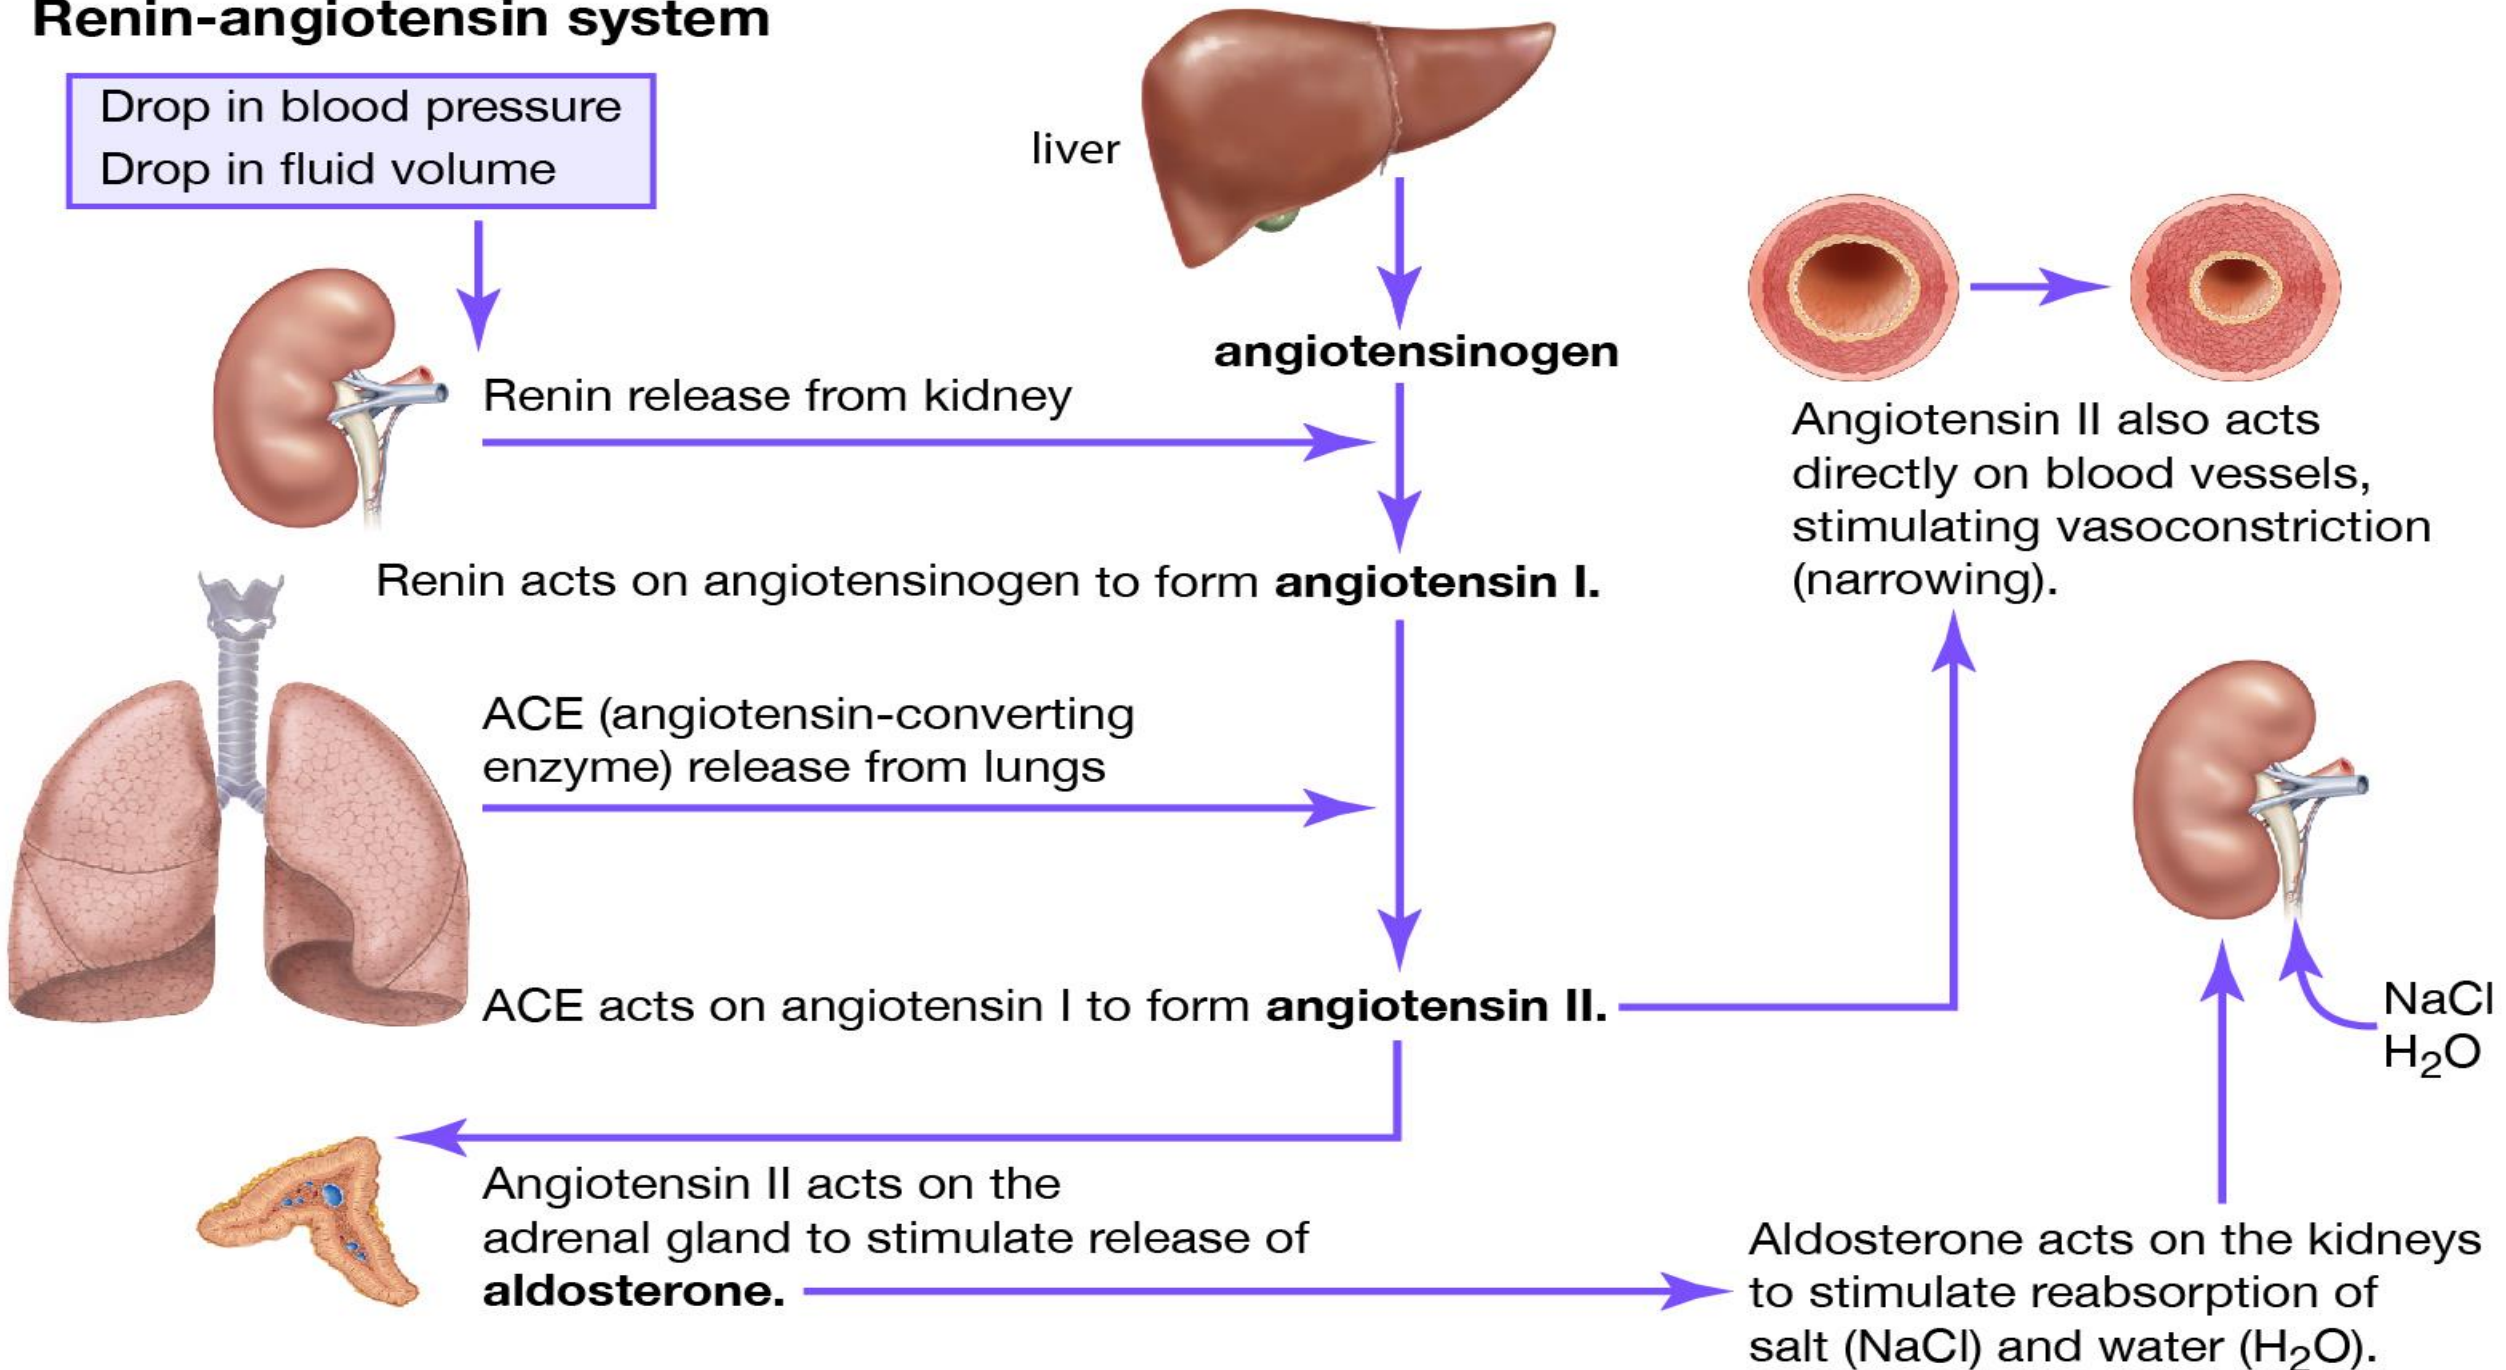 Renin-angiotensin system
Drop in blood pressure
Drop in fluid volume
liver
angiotensinogen
Renin release from kidney
Renin acts on angiotensinogen to form angiotensin I.
ACE (angiotensin-converting
enzyme) release from lungs
ACE acts on angiotensin I to form angiotensin II.
Angiotensin II also acts
directly on blood vessels,
stimulating vasoconstriction
(narrowing).
NaCl
H₂O
Angiotensin II acts on the
adrenal gland to stimulate release of
aldosterone.
Aldosterone acts on the kidneys
to stimulate reabsorption of
salt (NaCl) and water (H₂O).